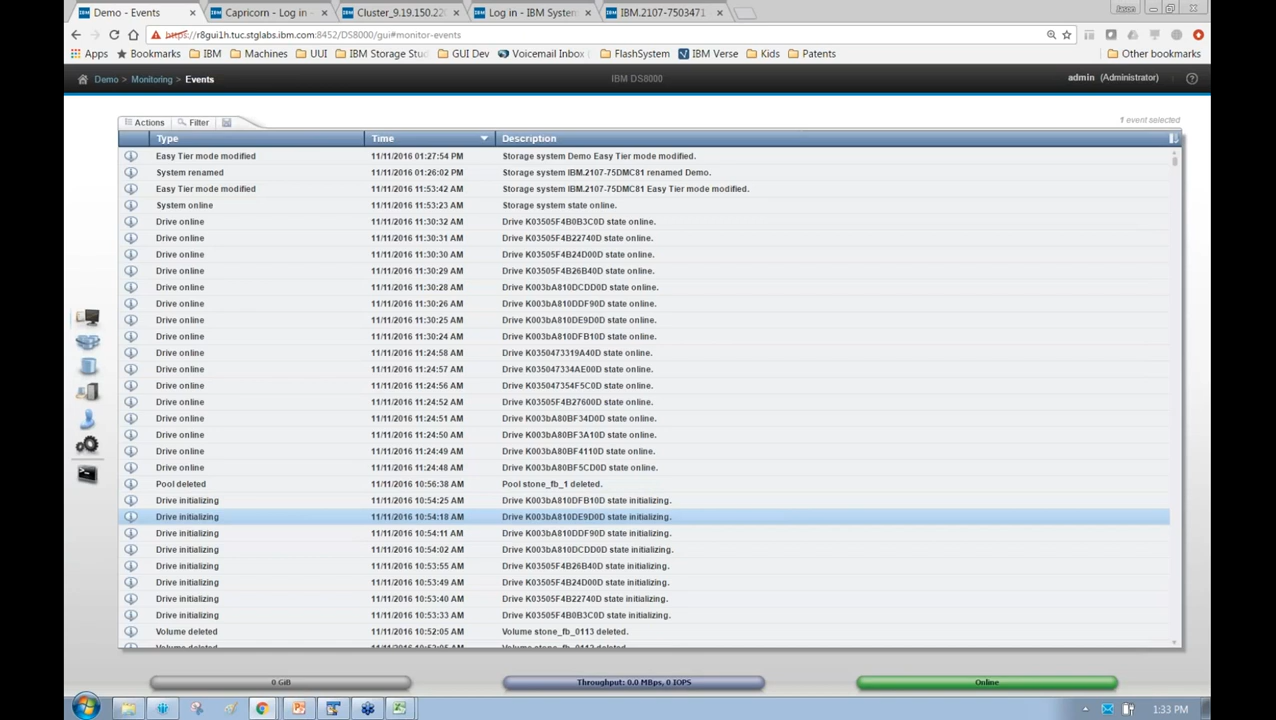 Demo - Events
Capricorn - Log in -
Cluster_9.19.150.22
Log in - IBM System
IBM.2107-7503471
Jason
https://r8gui1h.tuc.stglabs.ibm.com:8452/DS8000/gui#monitor-events
Apps Bookmarks IBM Machines UUI IBM Storage Stu GUI Dev Voicemail Inbox FlashSystem IBM Verse Kids Patents Other bookmarks
Demo Monitoring Events IBM DS8000 admin (Administrator)
Actions Filter 1 event selected
Type Time Description
Easy Tier mode modified 11/11/2016 01:27:54 PM Storage system Demo Easy Tier mode modified.
System renamed 11/11/2016 01:26:02 PM Storage system IBM.2107-75DMC81 renamed Demo.
Easy Tier mode modified 11/11/2016 11:53:42 AM Storage system IBM.2107-75DMC81 Easy Tier mode modified.
System online 11/11/2016 11:53:23 AM Storage system state online.
Drive online 11/11/2016 11:30:32 AM Drive K03505F4B0B3C0D state online.
Drive online 11/11/2016 11:30:31 AM Drive K03505F4B22740D state online.
Drive online 11/11/2016 11:30:30 AM Drive K03505F4B24D00D state online.
Drive online 11/11/2016 11:30:29 AM Drive K03505F4B26B40D state online.
Drive online 11/11/2016 11:30:28 AM Drive K003bA810DCDD0D state online.
Drive online 11/11/2016 11:30:26 AM Drive K003bA810DDF90D state online.
Drive online 11/11/2016 11:30:25 AM Drive K003bA810DE9D0D state online.
Drive online 11/11/2016 11:30:24 AM Drive K003bA810DFB10D state online.
Drive online 11/11/2016 11:24:58 AM Drive K0350473319A40D state online.
Drive online 11/11/2016 11:24:57 AM Drive K035047334AE00D state online.
Drive online 11/11/2016 11:24:56 AM Drive K035047354F5C0D state online.
Drive online 11/11/2016 11:24:52 AM Drive K03505F4B27600D state online.
Drive online 11/11/2016 11:24:51 AM Drive K003bA80BF34D0D state online.
Drive online 11/11/2016 11:24:50 AM Drive K003bA80BF3A10D state online.
Drive online 11/11/2016 11:24:49 AM Drive K003bA80BF4110D state online.
Drive online 11/11/2016 11:24:48 AM Drive K003bA80BF5CD0D state online.
Pool deleted 11/11/2016 10:56:38 AM Pool stone_fb_1 deleted.
Drive initializing 11/11/2016 10:54:25 AM Drive K003bA810DFB10D state initializing.
Drive initializing 11/11/2016 10:54:18 AM Drive K003bA810DE9D0D state initializing.
Drive initializing 11/11/2016 10:54:11 AM Drive K003bA810DDF90D state initializing.
Drive initializing 11/11/2016 10:54:02 AM Drive K003bA810DCDD0D state initializing.
Drive initializing 11/11/2016 10:53:55 AM Drive K03505F4B26B40D state initializing.
Drive initializing 11/11/2016 10:53:49 AM Drive K03505F4B24D00D state initializing.
Drive initializing 11/11/2016 10:53:40 AM Drive K03505F4B22740D state initializing.
Drive initializing 11/11/2016 10:53:33 AM Drive K03505F4B0B3C0D state initializing.
Volume deleted 11/11/2016 10:52:05 AM Volume stone_fb_0113 deleted.
0 GiB Throughput: 0.0 MBps, 0 IOPS Online
1:33 PM